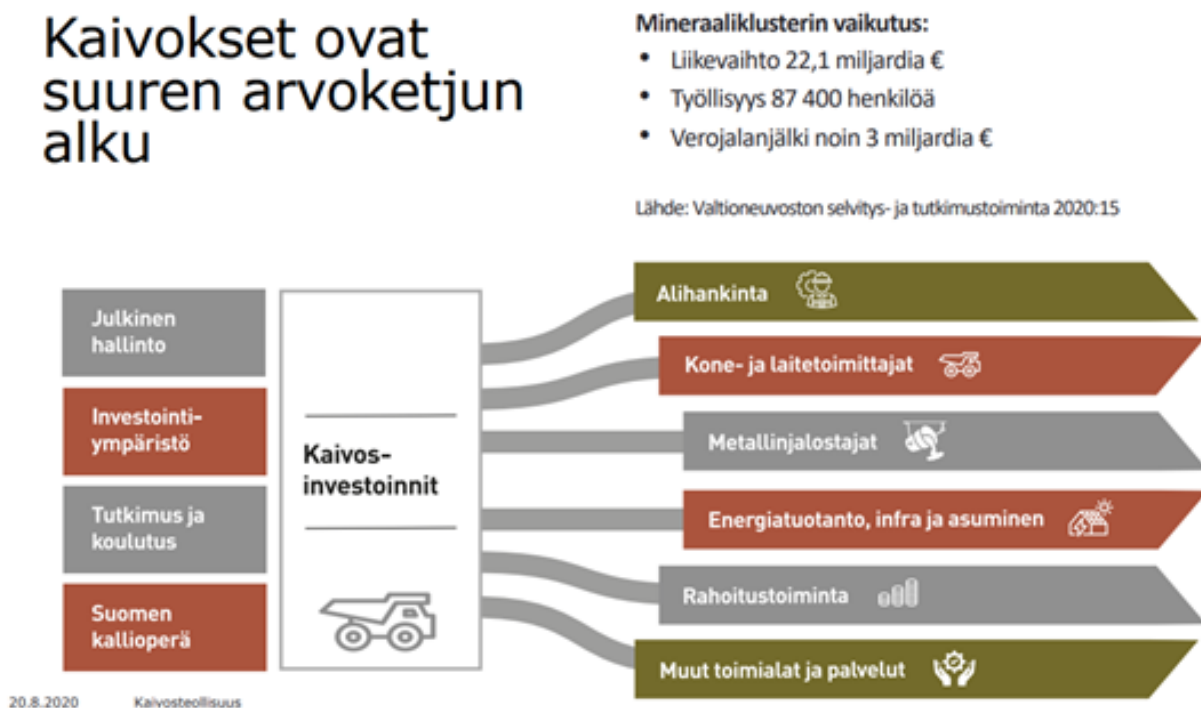 Kaivokset ovat
suuren arvoketjun
alku
Mineraaliklusterin vaikutus:
• Liikevaihto 22,1 miljardia €
• Työllisyys 87 400 henkilöä
• Verojalanjälki noin 3 miljardia €
Lähde: Valtioneuvoston selvitys- ja tutkimustoiminta 2020:15
Julkinen
hallinto
Investointi-
ympäristö
Tutkimus ja
koulutus
Suomen
kallioperä
Kaivos-
investoinnit
Alihankinta
Kone- ja laitetoimittajat
Metallinjalostajat
Energiatuotanto, infra ja asuminen
Rahoitustoiminta
Muut toimialat ja palvelut
20.8.2020 Kaivosteollisuus